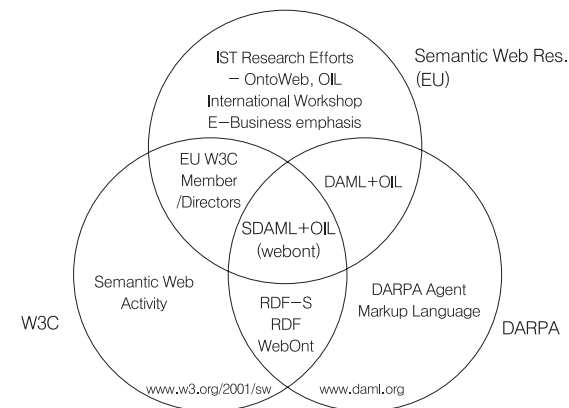 IST Research Efforts
– OntoWeb, OIL
International Workshop
E–Business emphasis
Semantic Web Res.
(EU)
EU W3C
Member
/Directors
DAML+OIL
SDAML+OIL
(webont)
Semantic Web
Activity
RDF–S
RDF
WebOnt
DARPA Agent
Markup Language
W3C
DARPA
www.w3.org/2001/sw
www.daml.org